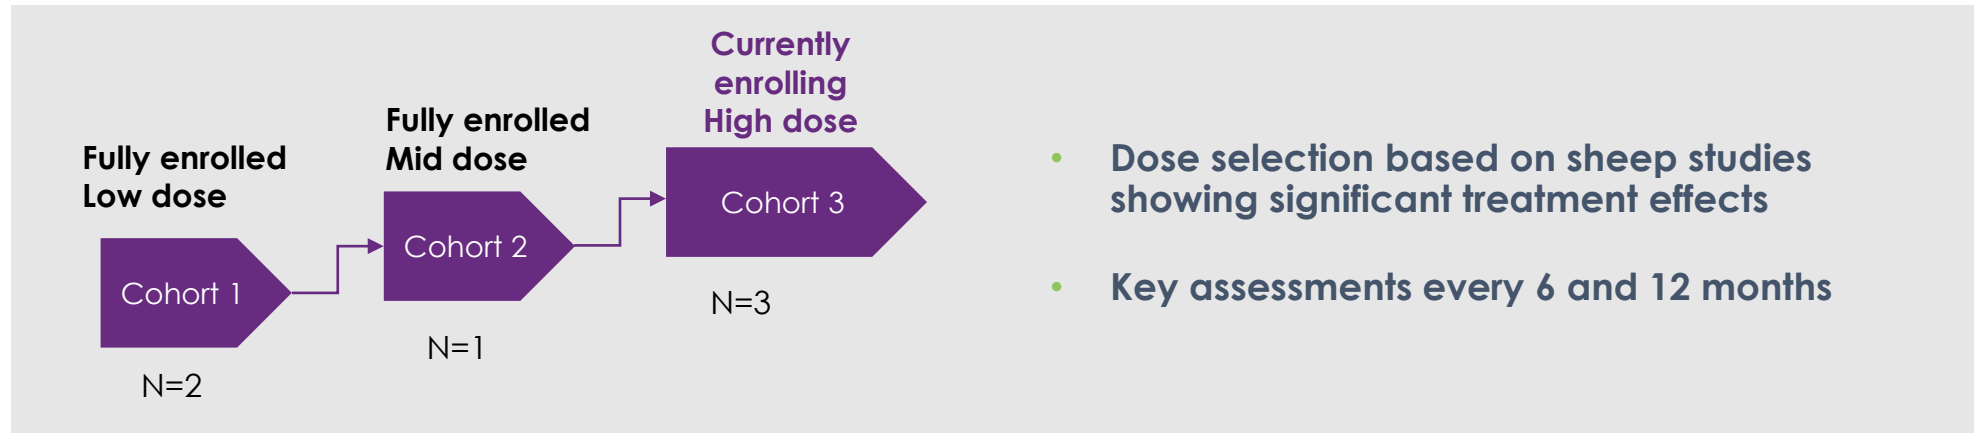 Fully enrolled
Low dose
Cohort 1
N=2
Fully enrolled
Mid dose
Cohort 2
N=1
Currently
enrolling
High dose
Cohort 3
N=3
• Dose selection based on sheep studies
showing significant treatment effects
• Key assessments every 6 and 12 months